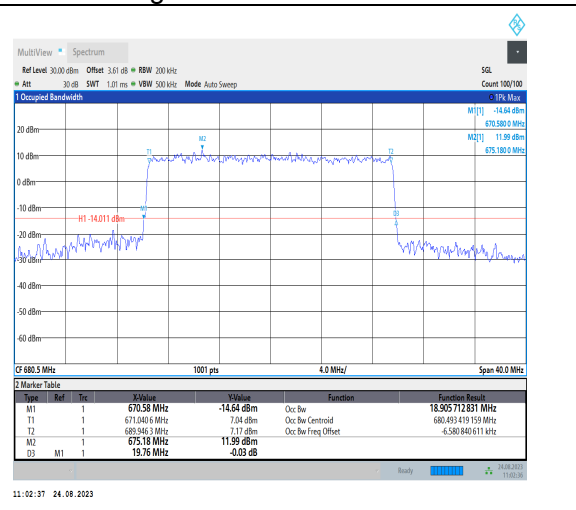 MultiView Spectrum
Ref Level 30.00 dBm Offset 3.61 dB RBW 200 kHz SGL
Att 30 dB SWT 1.01 ms VBW 500 kHz Mode Auto Sweep Count 100/100
1 Occupied Bandwidth 1Pk Max
M1[1] -14.64 dBm
670.580 0 MHz
M2[1] 11.99 dBm
675.180 0 MHz
20 dBm
M2
T1 T2
10 dBm
0 dBm
-10 dBm
M1
H1 -14.011 dBm
D3
-20 dBm
-30 dBm
-40 dBm
-50 dBm
-60 dBm
CF 680.5 MHz 1001 pts 4.0 MHz/ Span 40.0 MHz
2 Marker Table
Type Ref Trc X-Value Y-Value Function Function Result
M1 1 670.58 MHz -14.64 dBm Occ Bw 18.905 712 831 MHz
T1 1 671.040 6 MHz 7.04 dBm Occ Bw Centroid 680.493 419 159 MHz
T2 1 689.946 3 MHz 7.17 dBm Occ Bw Freq Offset -6.580 840 611 kHz
M2 1 675.18 MHz 11.99 dBm
D3 M1 1 19.76 MHz -0.03 dB
Ready 24.08.2023
11:02:36
11:02:37 24.08.2023